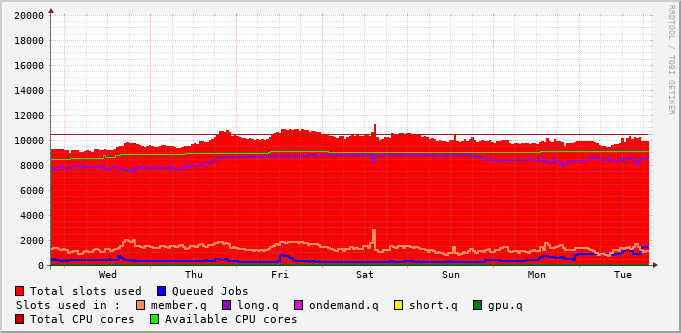 RRDTOOL / TOBI OETIKER
20000
18000
16000
14000
12000
10000
8000
6000
4000
2000
0
Wed Thu Fri Sat Sun Mon Tue
Total slots used Queued Jobs
Slots used in : member.q long.q ondemand.q short.q gpu.q
Total CPU cores Available CPU cores